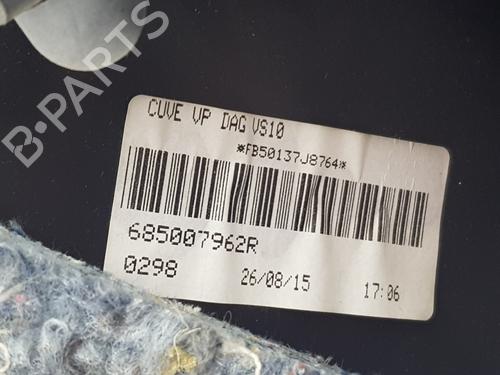 CUVE VP DAG VS10
*FB50137J8764*
685007962R
0298 26/08/15 17:06
B-PARTS